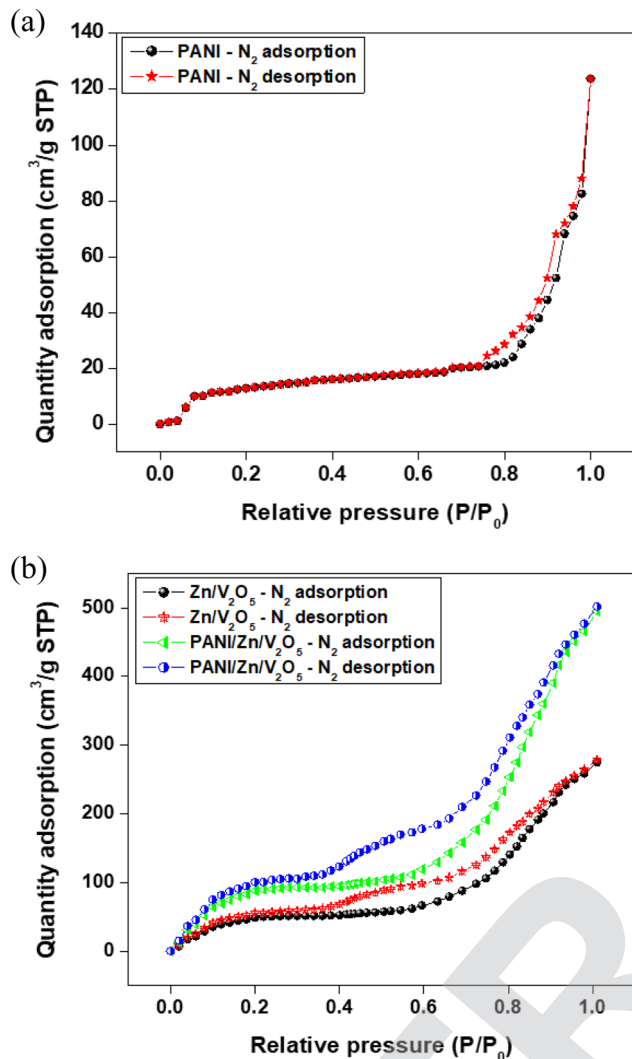 (a)
PANI - N₂ adsorption
PANI - N₂ desorption
Quantity adsorption (cm³/g STP)
140
120
100
80
60
40
20
0
0.0 0.2 0.4 0.6 0.8 1.0
Relative pressure (P/P₀)
(b)
Zn/V₂O₅ - N₂ adsorption
Zn/V₂O₅ - N₂ desorption
PANI/Zn/V₂O₅ - N₂ adsorption
PANI/Zn/V₂O₅ - N₂ desorption
Quantity adsorption (cm³/g STP)
500
400
300
200
100
0
0.0 0.2 0.4 0.6 0.8 1.0
Relative pressure (P/P₀)